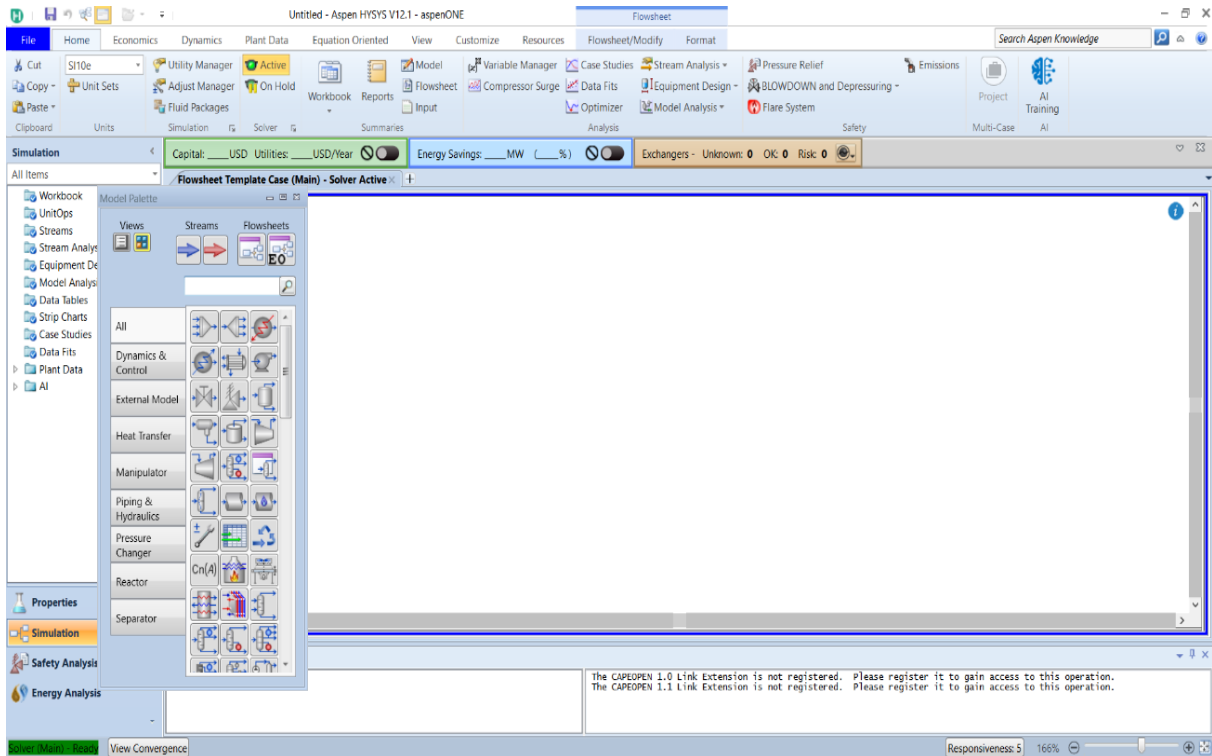 Untitled - Aspen HYSYS V12.1 - aspenONE
Flowsheet
File Home Economics Dynamics Plant Data Equation Oriented View Customize Resources Flowsheet/Modify Format Search Aspen Knowledge
Cut SI10e Utility Manager Active Model Variable Manager Case Studies Stream Analysis Pressure Relief Emissions
Copy Unit Sets Adjust Manager On Hold Workbook Reports Flowsheet Compressor Surge Data Fits Equipment Design BLOWDOWN and Depressuring Project AI Training
Paste Fluid Packages Input Optimizer Model Analysis Flare System
Clipboard Units Simulation Solver Summaries Analysis Safety Multi-Case AI
Simulation Capital: ____USD Utilities: ____USD/Year Energy Savings: ____MW (____%) Exchangers - Unknown: 0 OK: 0 Risk: 0
All Items Flowsheet Template Case (Main) - Solver Active +
Workbook
UnitOps
Streams
Stream Analys
Equipment De
Model Analysi
Data Tables
Strip Charts
Case Studies
Data Fits
Plant Data
AI
Model Palette
Views Streams Flowsheets
EO
All
Dynamics &
Control
External Model
Heat Transfer
Manipulator
Piping &
Hydraulics
Pressure
Changer
Cn(A)
Reactor
Separator
Properties
Simulation
Safety Analysis
Energy Analysis
The CAPEOPEN 1.0 Link Extension is not registered. Please register it to gain access to this operation.
The CAPEOPEN 1.1 Link Extension is not registered. Please register it to gain access to this operation.
Solver (Main) - Ready View Convergence Responsiveness: 5 166%